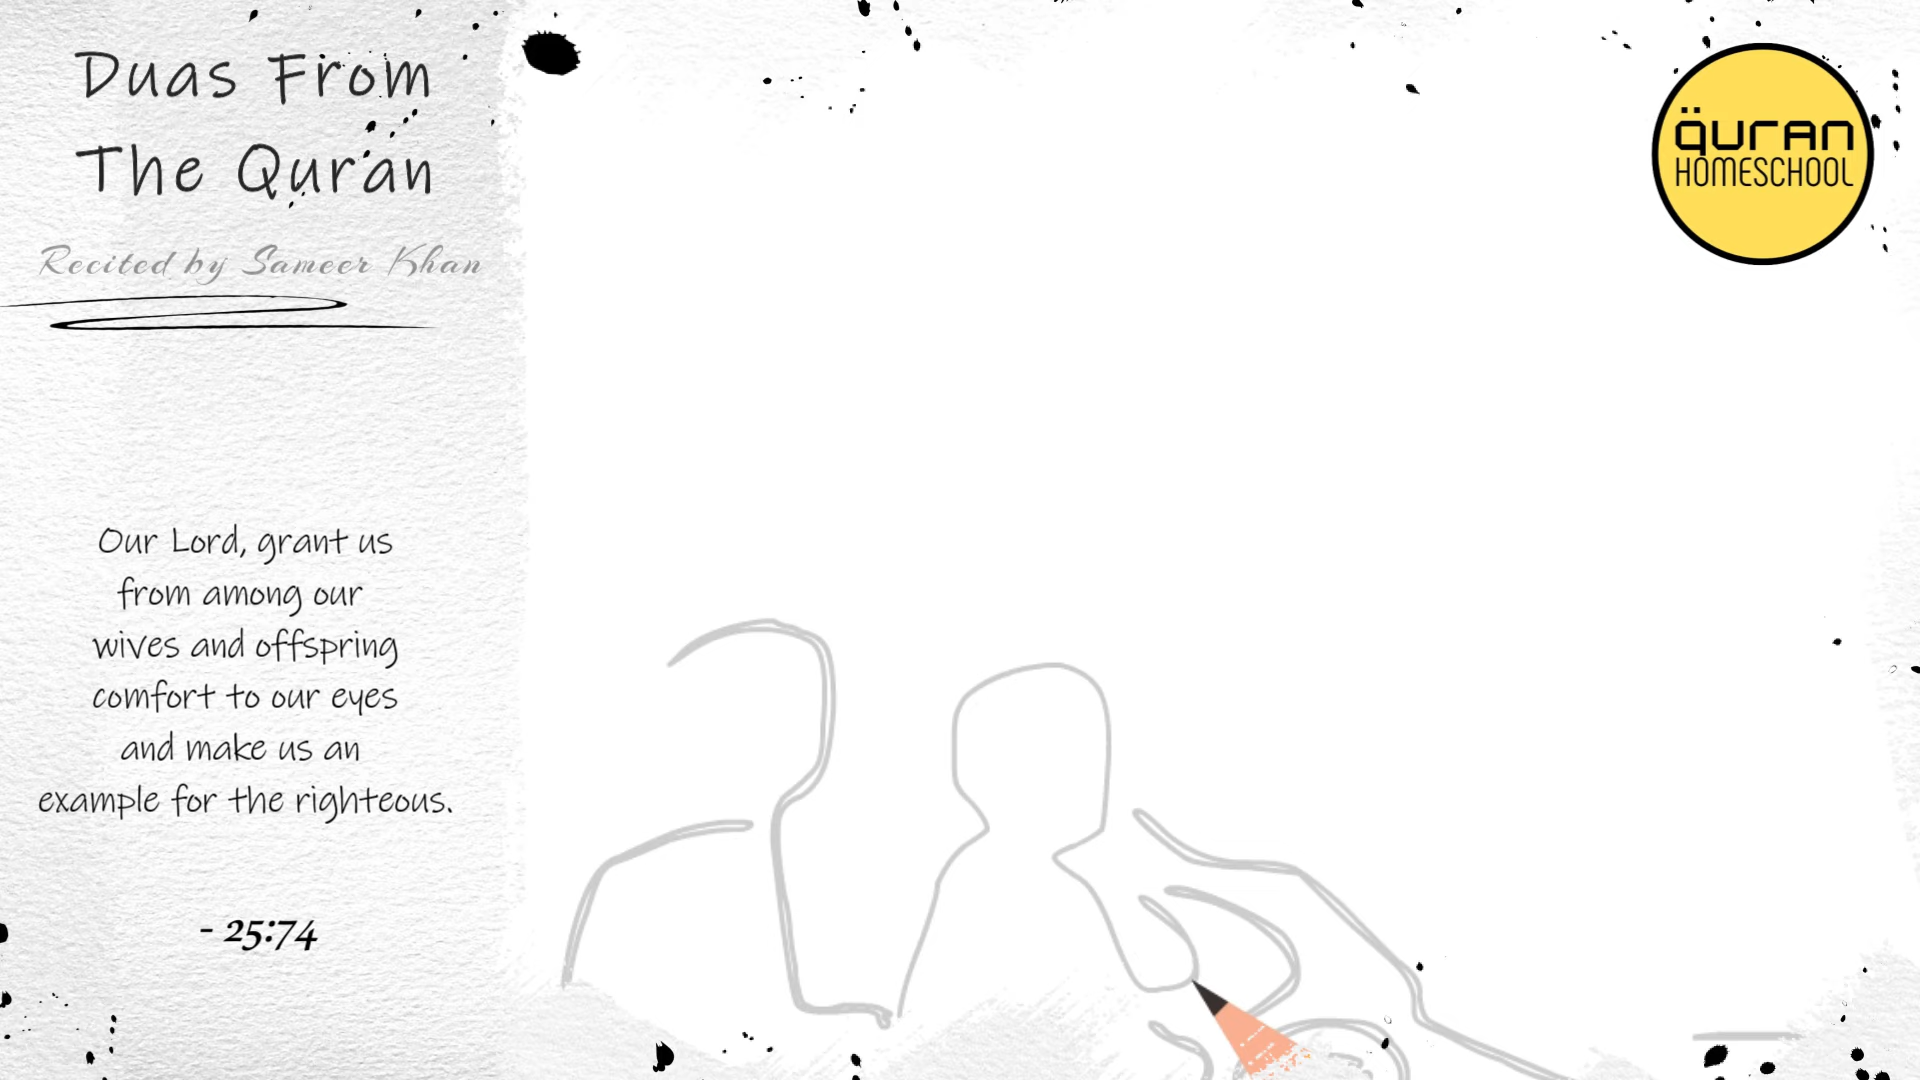 Duas From
The Quran
Recited by Sameer Khan
Our Lord, grant us
from among our
wives and offspring
comfort to our eyes
and make us an
example for the righteous.
- 25:74
QURAN
HOMESCHOOL